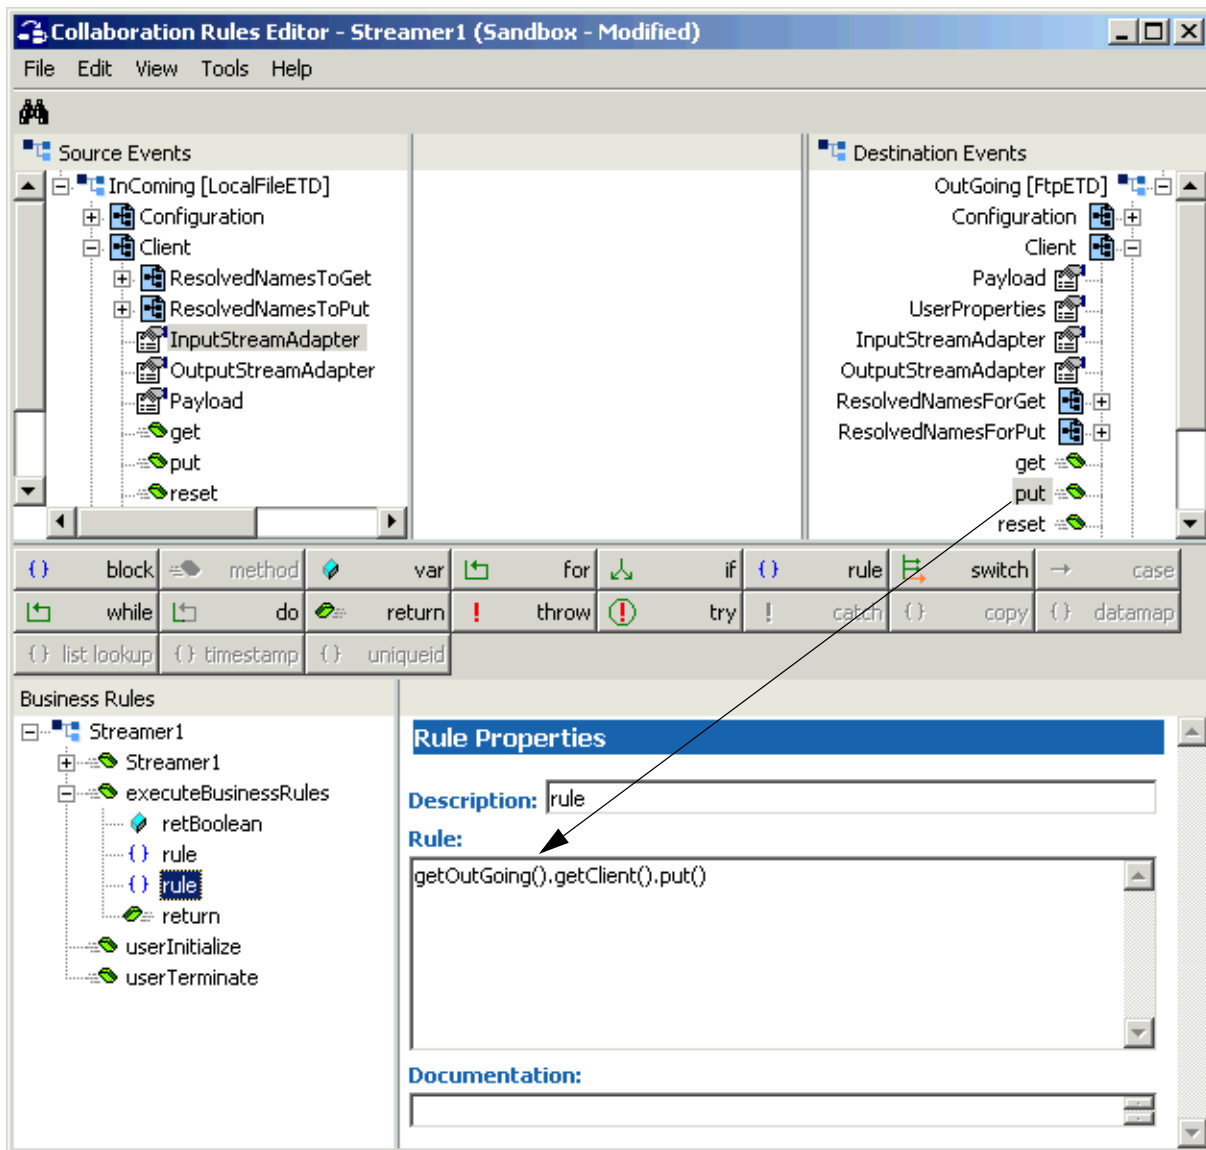 Collaboration Rules Editor - Streamer1 (Sandbox - Modified)
File Edit View Tools Help
Source Events
InComing [LocalFileETD]
Configuration
Client
ResolvedNamesToGet
ResolvedNamesToPut
InputStreamAdapter
OutputStreamAdapter
Payload
get
put
reset
Destination Events
OutGoing [FtpETD]
Configuration
Client
Payload
UserProperties
InputStreamAdapter
OutputStreamAdapter
ResolvedNamesForGet
ResolvedNamesForPut
get
put
reset
block method var for if rule switch case
while do return throw try catch copy datamap
list lookup timestamp uniqueid
Business Rules
Streamer1
Streamer1
executeBusinessRules
retBoolean
rule
rule
return
userInitialize
userTerminate
Rule Properties
Description: rule
Rule:
getOutGoing().getClient().put()
Documentation: